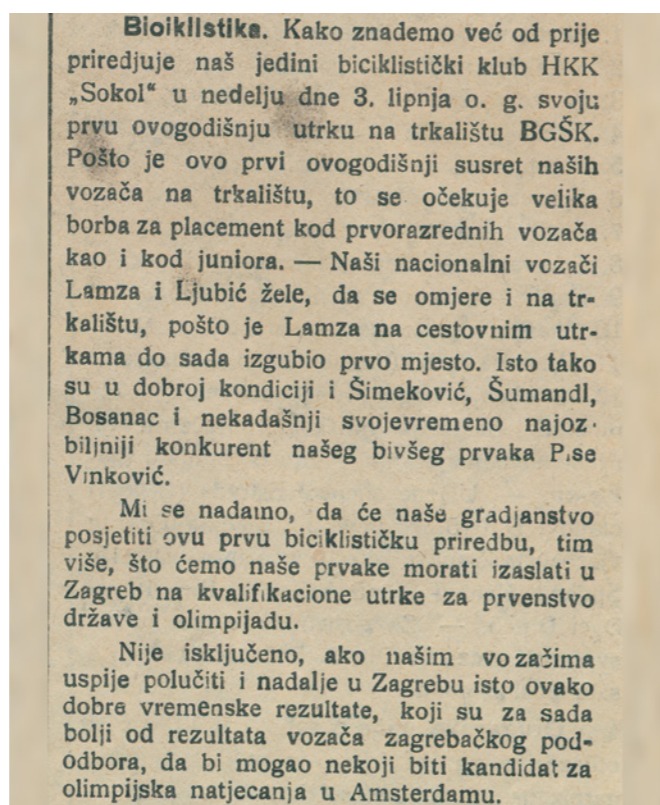 Bioiklistika. Kako znademo već od prije
priredjuje naš jedini biciklistički klub HKK
„Sokol“ u nedelju dne 3. lipnja o. g. svoju
prvu ovogodišnju utrku na trkalištu BGŠK.
Pošto je ovo prvi ovogodišnji susret naših
vozača na trkalištu, to se očekuje velika
borba za placement kod prvorazrednih vozača
kao i kod juniora. — Naši nacionalni vozači
Lamza i Ljubić žele, da se omjere i na tr-
kalištu, pošto je Lamza na cestovnim utr-
kama do sada izgubio prvo mjesto. Isto tako
su u dobroj kondiciji i Šimeković, Šumandl,
Bosanac i nekadašnji svojevremeno najoz-
biljniji konkurent našeg bivšeg prvaka P.se
Vinković.
Mi se nadamo, da će naše gradjanstvo
posjetiti ovu prvu biciklističku priredbu, tim
više, što ćemo naše prvake morati izaslati u
Zagreb na kvalifikacione utrke za prvenstvo
države i olimpijadu.
Nije isključeno, ako našim vozačima
uspije polučiti i nadalje u Zagrebu isto ovako
dobre vremenske rezultate, koji su za sada
bolji od rezultata vozača zagrebačkog pod-
odbora, da bi mogao nekoji biti kandidat za
olimpijska natjecanja u Amsterdamu.